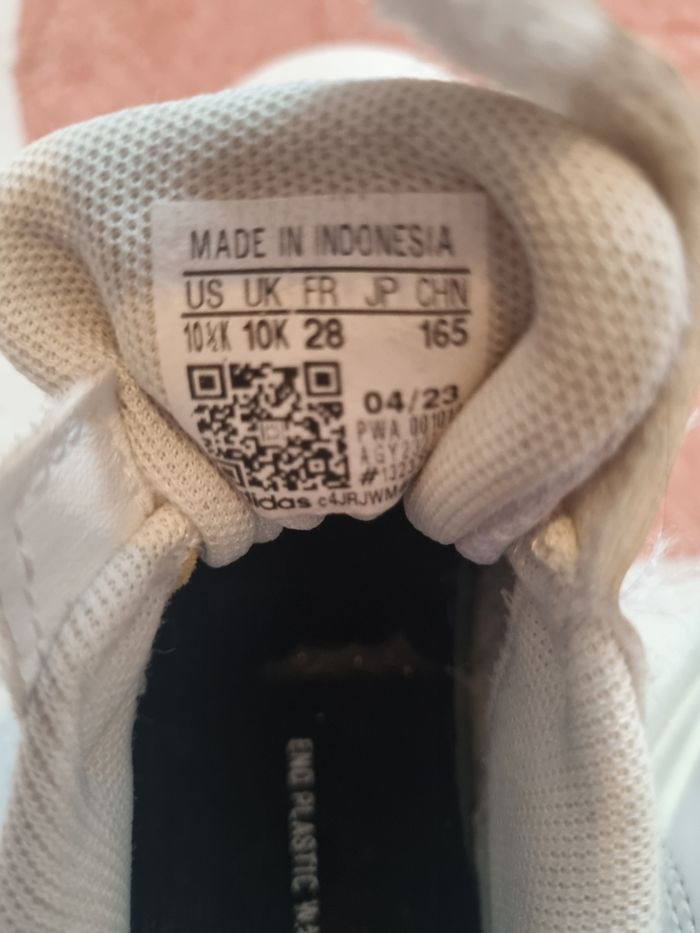 MADE IN INDONESIA
US UK FR JP CHN
10½K 10K 28 165
04/23
PWA
adidas
END PLASTIC